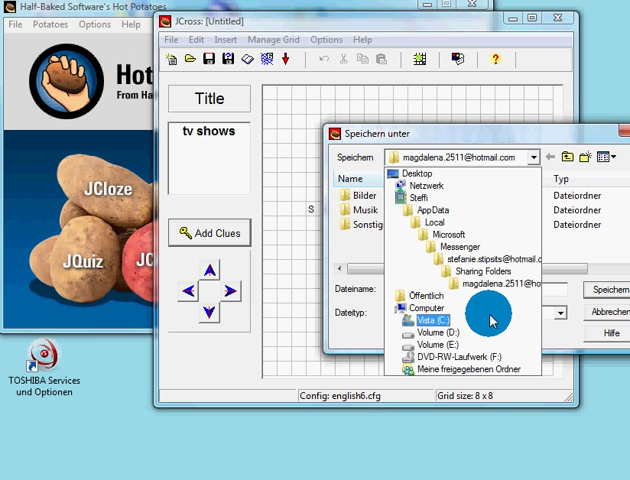 Half-Baked Software's Hot Potatoes
File Potatoes Options Help
Hot
From Ha
JCloze
JQuiz
JC
TOSHIBA Services
und Optionen
JCross: [Untitled]
File Edit Insert Manage Grid Options Help
Title
tv shows
Add Clues
S
Config: english6.cfg
Grid size: 8 x 8
Speichern unter
Speichern
magdalena.2511@hotmail.com
Name
Typ
Bilder
Dateiordner
Musik
Dateiordner
Sonstig
Dateiordner
Desktop
Netzwerk
Steffi
AppData
Local
Microsoft
Messenger
stefanie.stipsits@hotmail.c
Sharing Folders
magdalena.2511@hot
Öffentlich
Computer
Vista (C:)
Volume (D:)
Volume (E:)
DVD-RW-Laufwerk (F:)
Meine freigegebenen Ordner
Dateiname:
Speichern
Dateityp:
Abbrechen
Hilfe